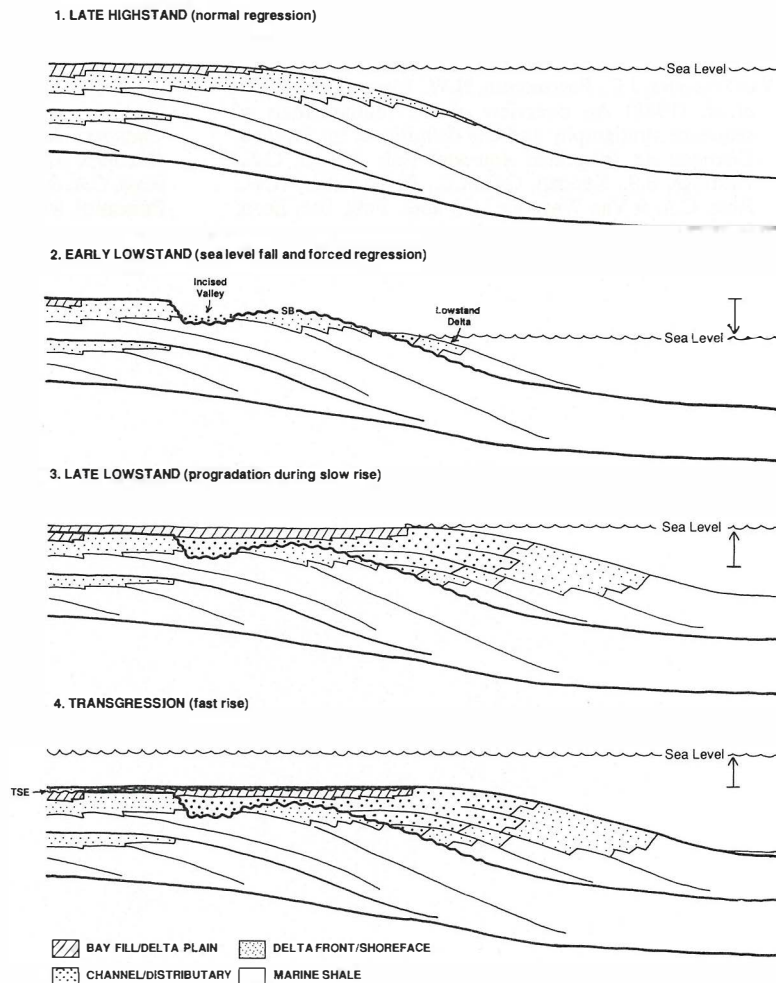 1. LATE HIGHSTAND (normal regression)
Sea Level
2. EARLY LOWSTAND (sea level fall and forced regression)
Incised
Valley
SB
Lowstand
Delta
Sea Level
3. LATE LOWSTAND (progradation during slow rise)
Sea Level
4. TRANSGRESSION (fast rise)
Sea Level
TSE
BAY FILL/DELTA PLAIN
DELTA FRONT/SHOREFACE
CHANNEL/DISTRIBUTARY
MARINE SHALE